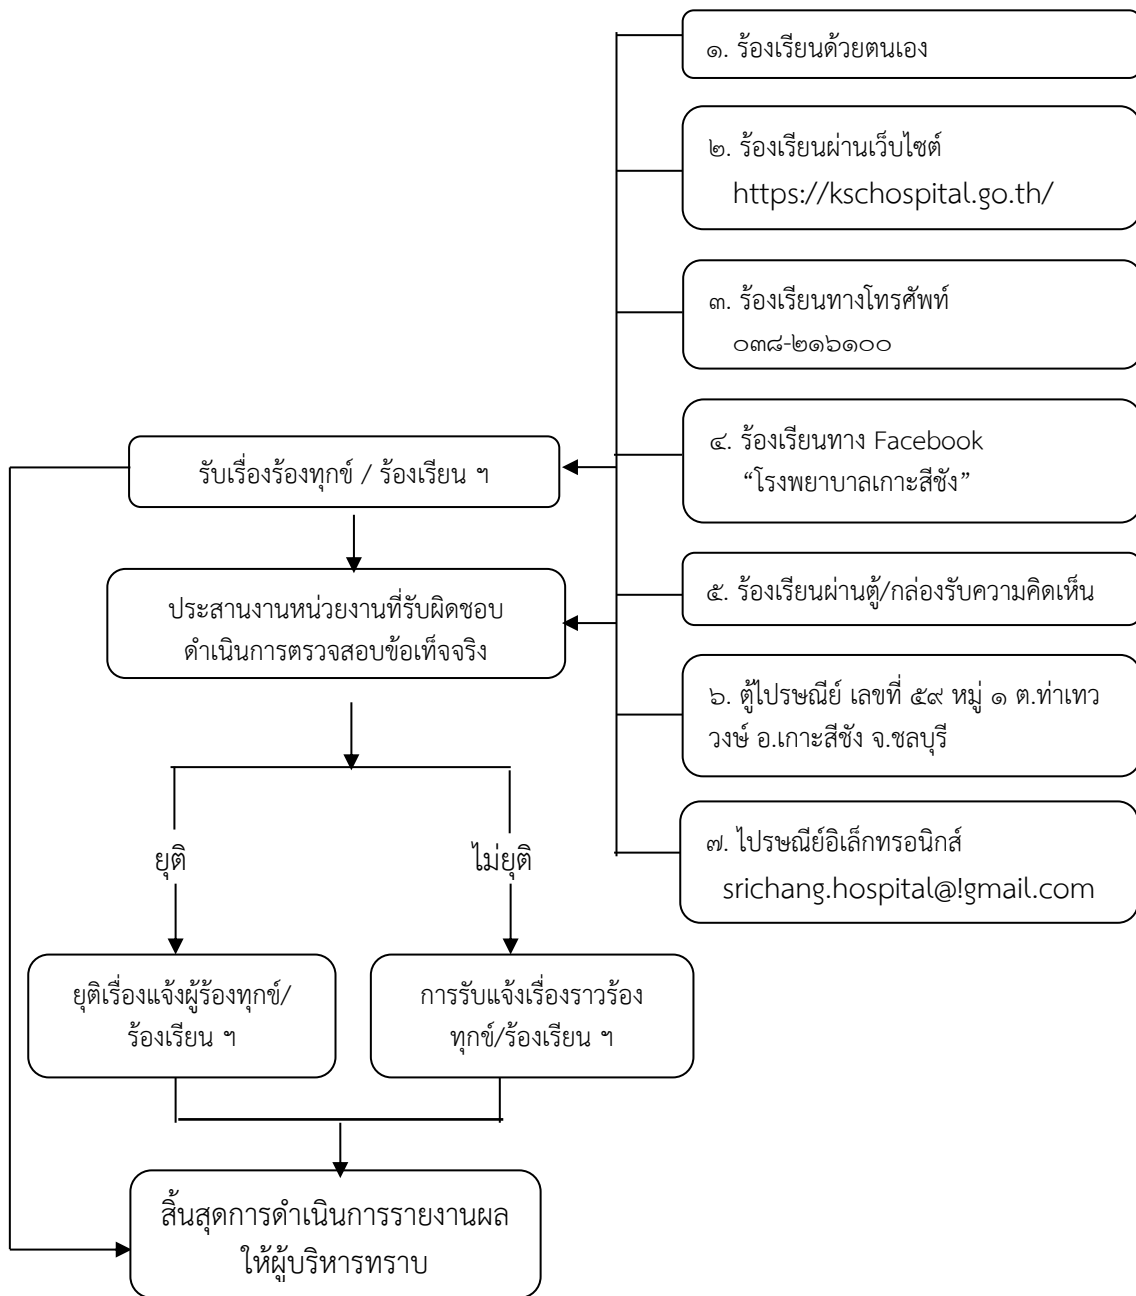 ๑. ร้องเรียนด้วยตนเอง
๒. ร้องเรียนผ่านเว็บไซต์
https://kschospital.go.th/
๓. ร้องเรียนทางโทรศัพท์
๐๓๘-๒๑๖๑๐๐
๔. ร้องเรียนทาง Facebook
“โรงพยาบาลเกาะสีชัง”
๕. ร้องเรียนผ่านตู้/กล่องรับความคิดเห็น
๖. ตู้ไปรษณีย์ เลขที่ ๕๙ หมู่ ๑ ต.ท่าเทว
วงษ์ อ.เกาะสีชัง จ.ชลบุรี
๗. ไปรษณีย์อิเล็กทรอนิกส์
srichang.hospital@!gmail.com
รับเรื่องร้องทุกข์ / ร้องเรียน ฯ
ประสานงานหน่วยงานที่รับผิดชอบ
ดำเนินการตรวจสอบข้อเท็จจริง
ยุติ
ไม่ยุติ
ยุติเรื่องแจ้งผู้ร้องทุกข์/
ร้องเรียน ฯ
การรับแจ้งเรื่องราวร้อง
ทุกข์/ร้องเรียน ฯ
สิ้นสุดการดำเนินการรายงานผล
ให้ผู้บริหารทราบ